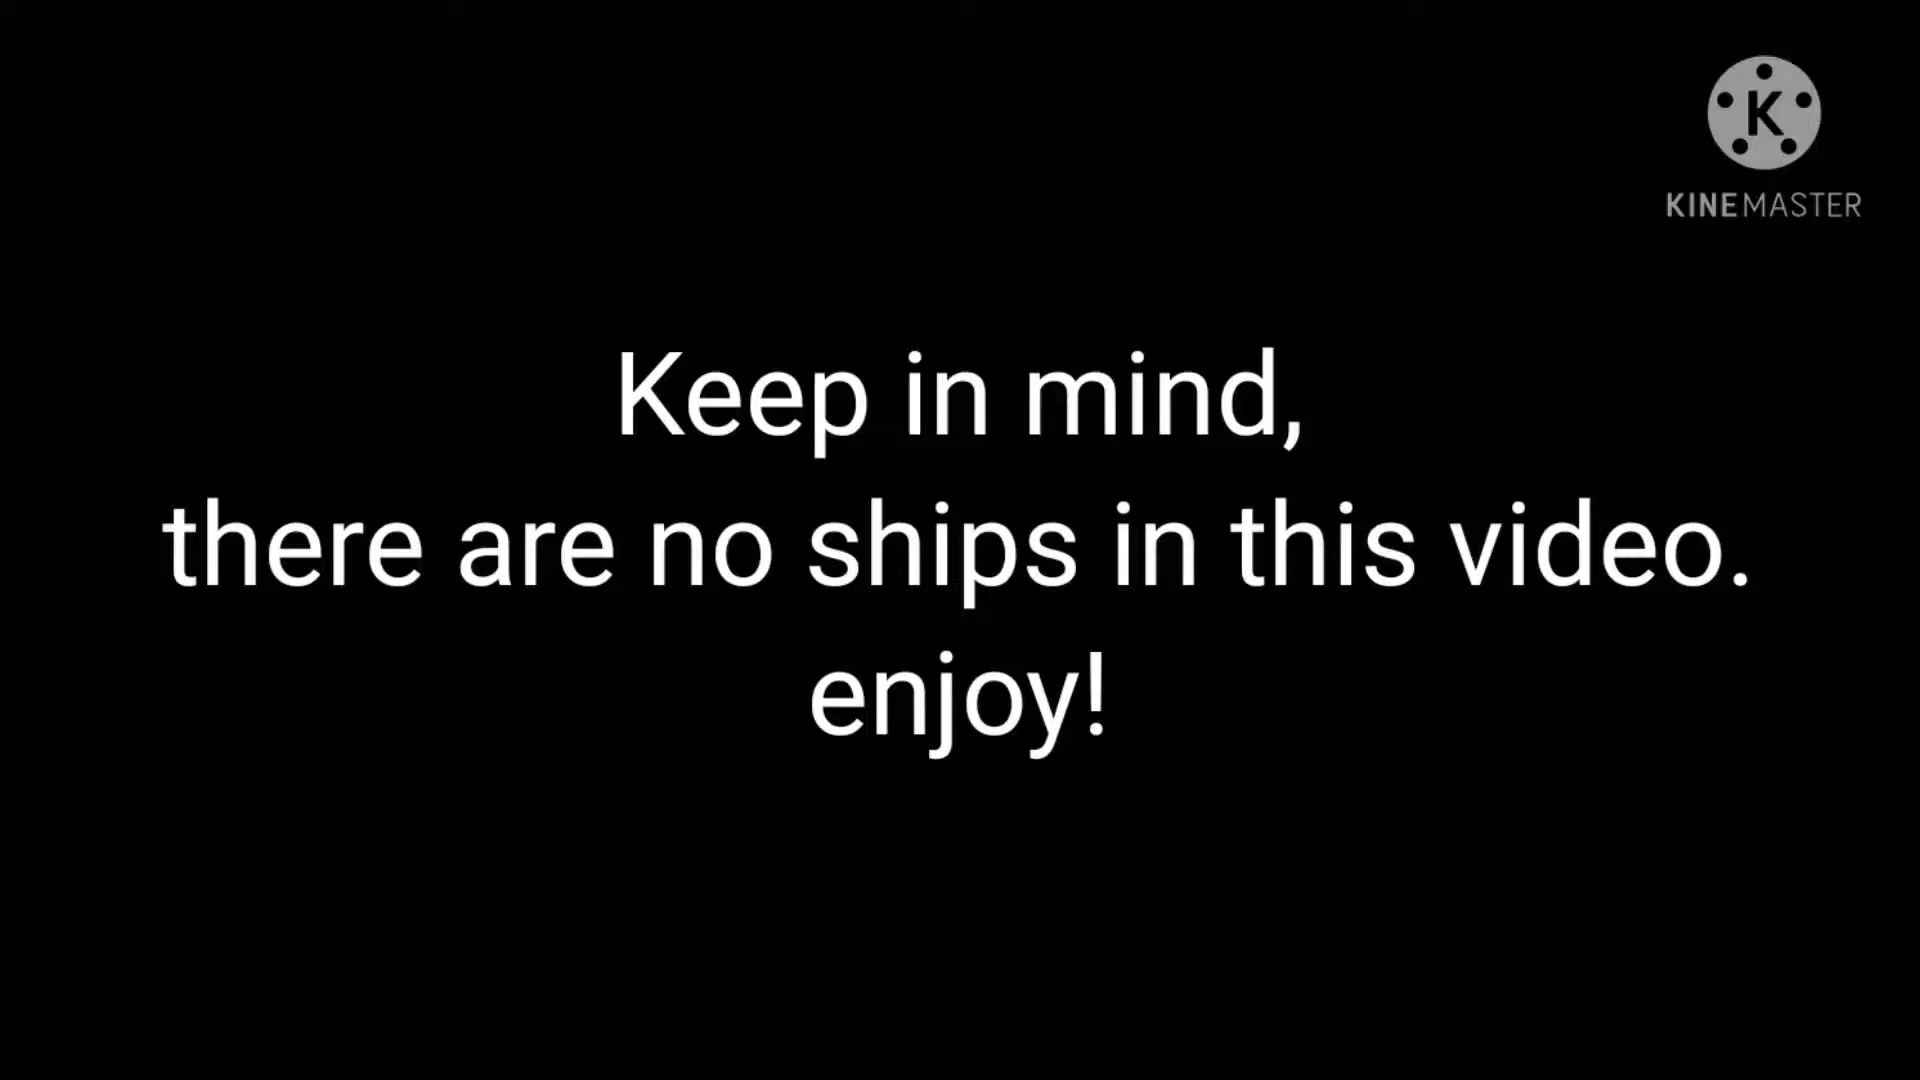 K
KINEMASTER
Keep in mind,
there are no ships in this video.
enjoy!